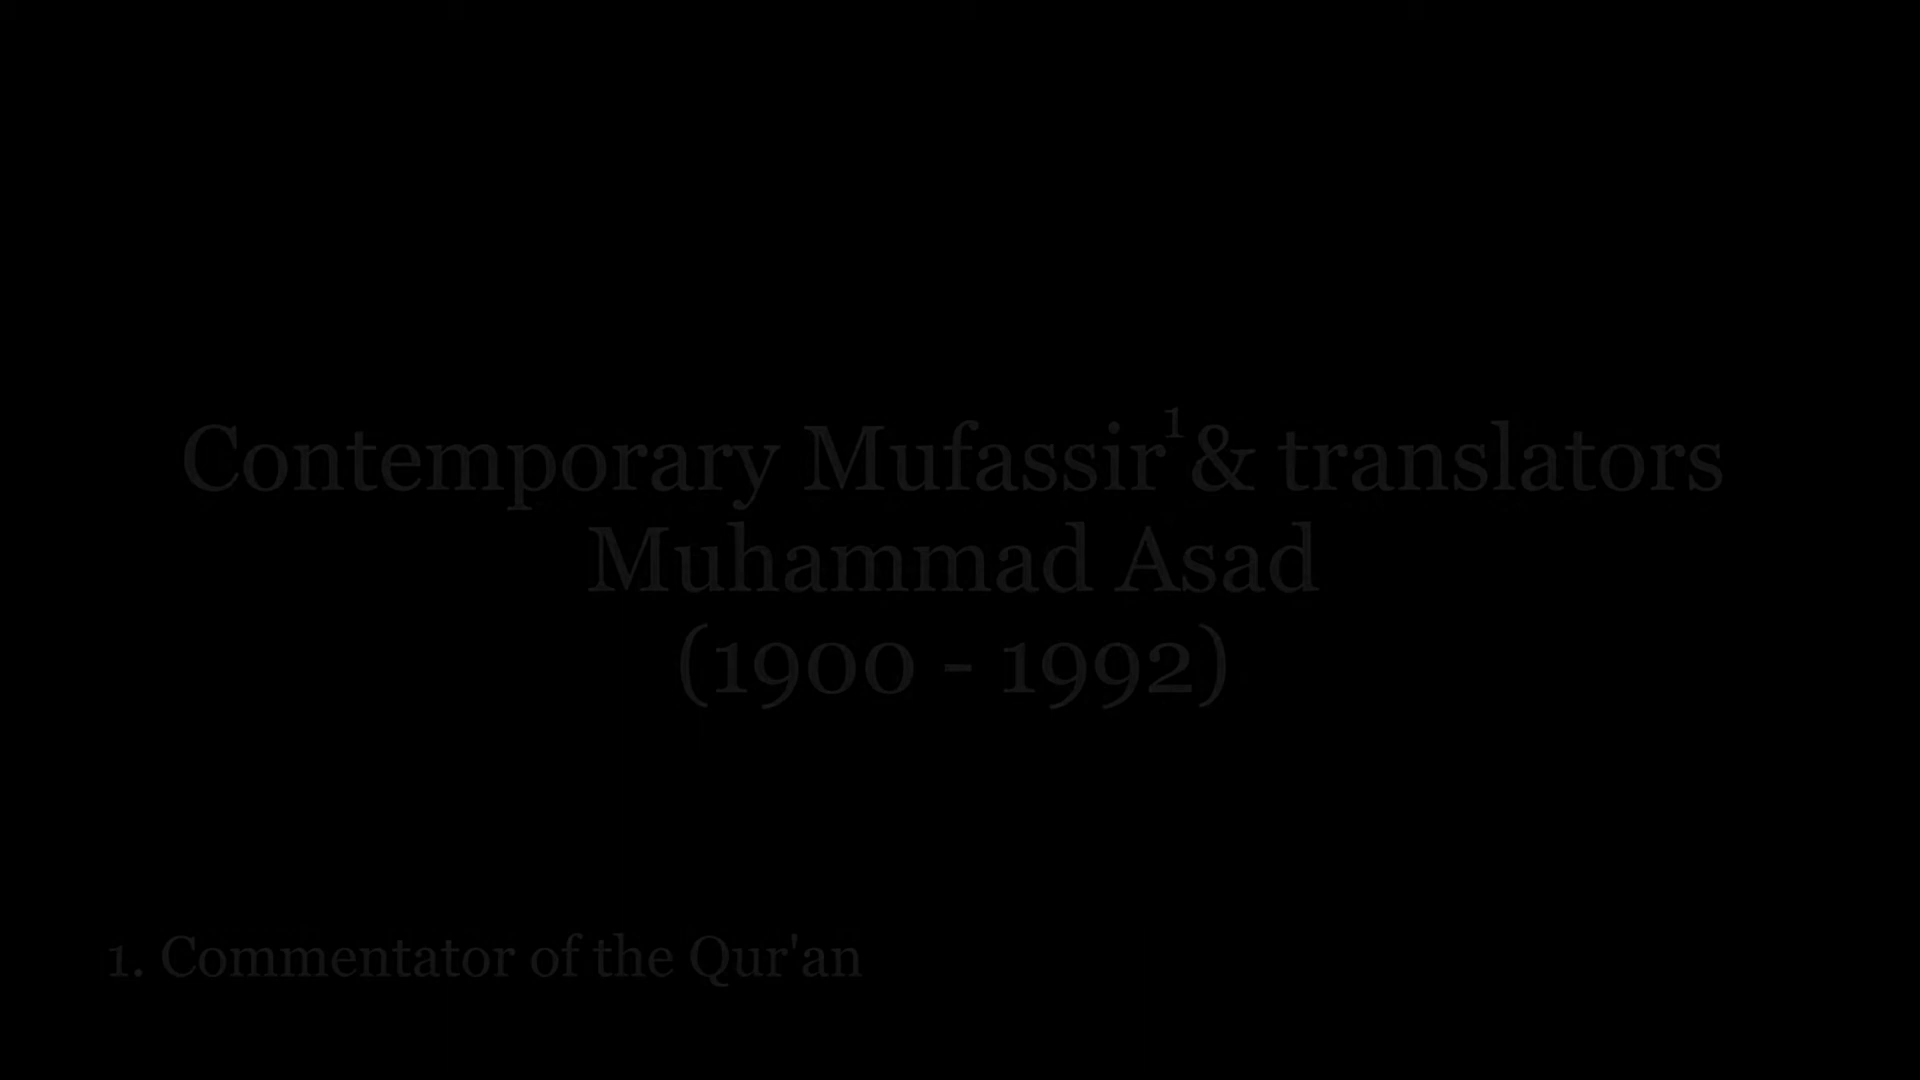 Contemporary Mufassir¹ & translators
Muhammad Asad
(1900 - 1992)
1. Commentator of the Qur'an